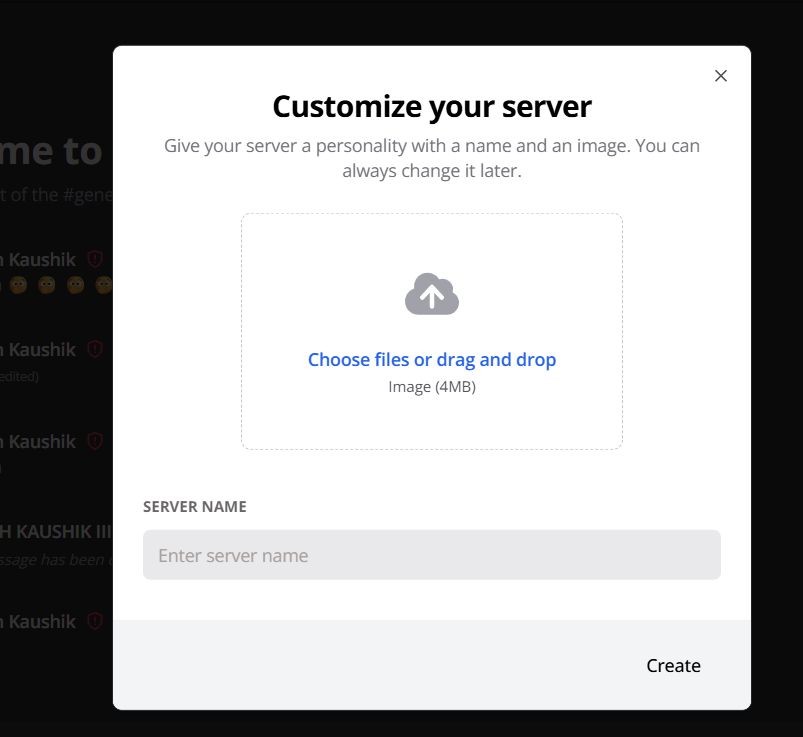 Customize your server
Give your server a personality with a name and an image. You can
always change it later.
me to
t of the #gene
n Kaushik
Choose files or drag and drop
Image (4MB)
n Kaushik
edited)
n Kaushik
SERVER NAME
H KAUSHIK III
Enter server name
ssage has been
n Kaushik
Create